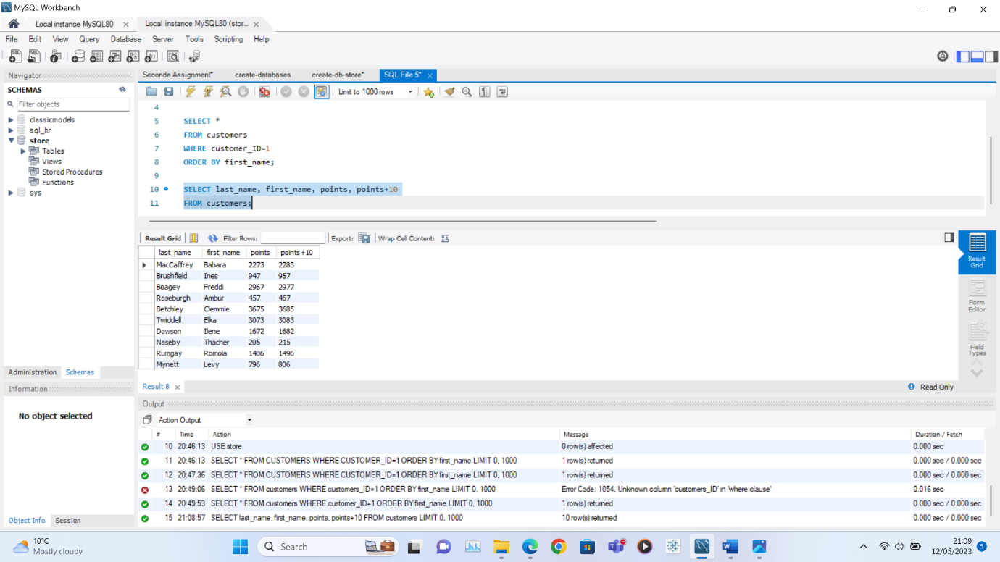 MySQL Workbench
Local instance MySQL80
Local instance MySQL80 (stor...
File Edit View Query Database Server Tools Scripting Help
Navigator
SCHEMAS
Filter objects
classicmodels
sql_hr
store
Tables
Views
Stored Procedures
Functions
sys
Administration Schemas
Information
No object selected
Object Info Session
Seconde Assignment* create-databases create-db-store* SQL File 5*
Limit to 1000 rows
4
5 SELECT *
6 FROM customers
7 WHERE customer_ID=1
8 ORDER BY first_name;
9
10 SELECT last_name, first_name, points, points+10
11 FROM customers;
Result Grid Filter Rows: Export: Wrap Cell Content: IA
last_name first_name points points+10
MacCaffrey Babara 2273 2283
Brushfield Ines 947 957
Boagey Freddi 2967 2977
Roseburgh Ambur 457 467
Betchley Clemmie 3675 3685
Twiddell Elka 3073 3083
Dowson Ilene 1672 1682
Naseby Thacher 205 215
Rumgay Romola 1486 1496
Mynett Levy 796 806
Result Grid
Form Editor
Field Types
Result 8
Read Only
Output
Action Output
# Time Action Message Duration / Fetch
10 20:46:13 USE store 0 row(s) affected 0.000 sec
11 20:46:13 SELECT * FROM CUSTOMERS WHERE CUSTOMER_ID=1 ORDER BY first_name LIMIT 0, 1000 1 row(s) returned 0.000 sec / 0.000 sec
12 20:47:36 SELECT * FROM CUSTOMERS WHERE CUSTOMER_ID=1 ORDER BY first_name LIMIT 0, 1000 1 row(s) returned 0.000 sec / 0.000 sec
13 20:49:06 SELECT * FROM customers WHERE customers_ID=1 ORDER BY first_name LIMIT 0, 1000 Error Code: 1054. Unknown column 'customers_ID' in 'where clause' 0.016 sec
14 20:49:53 SELECT * FROM customers WHERE customer_ID=1 ORDER BY first_name LIMIT 0, 1000 1 row(s) returned 0.000 sec / 0.000 sec
15 21:08:57 SELECT last_name, first_name, points, points+10 FROM customers LIMIT 0, 1000 10 row(s) returned 0.000 sec / 0.000 sec
10°C
Mostly cloudy
Search
21:09
12/05/2023
5